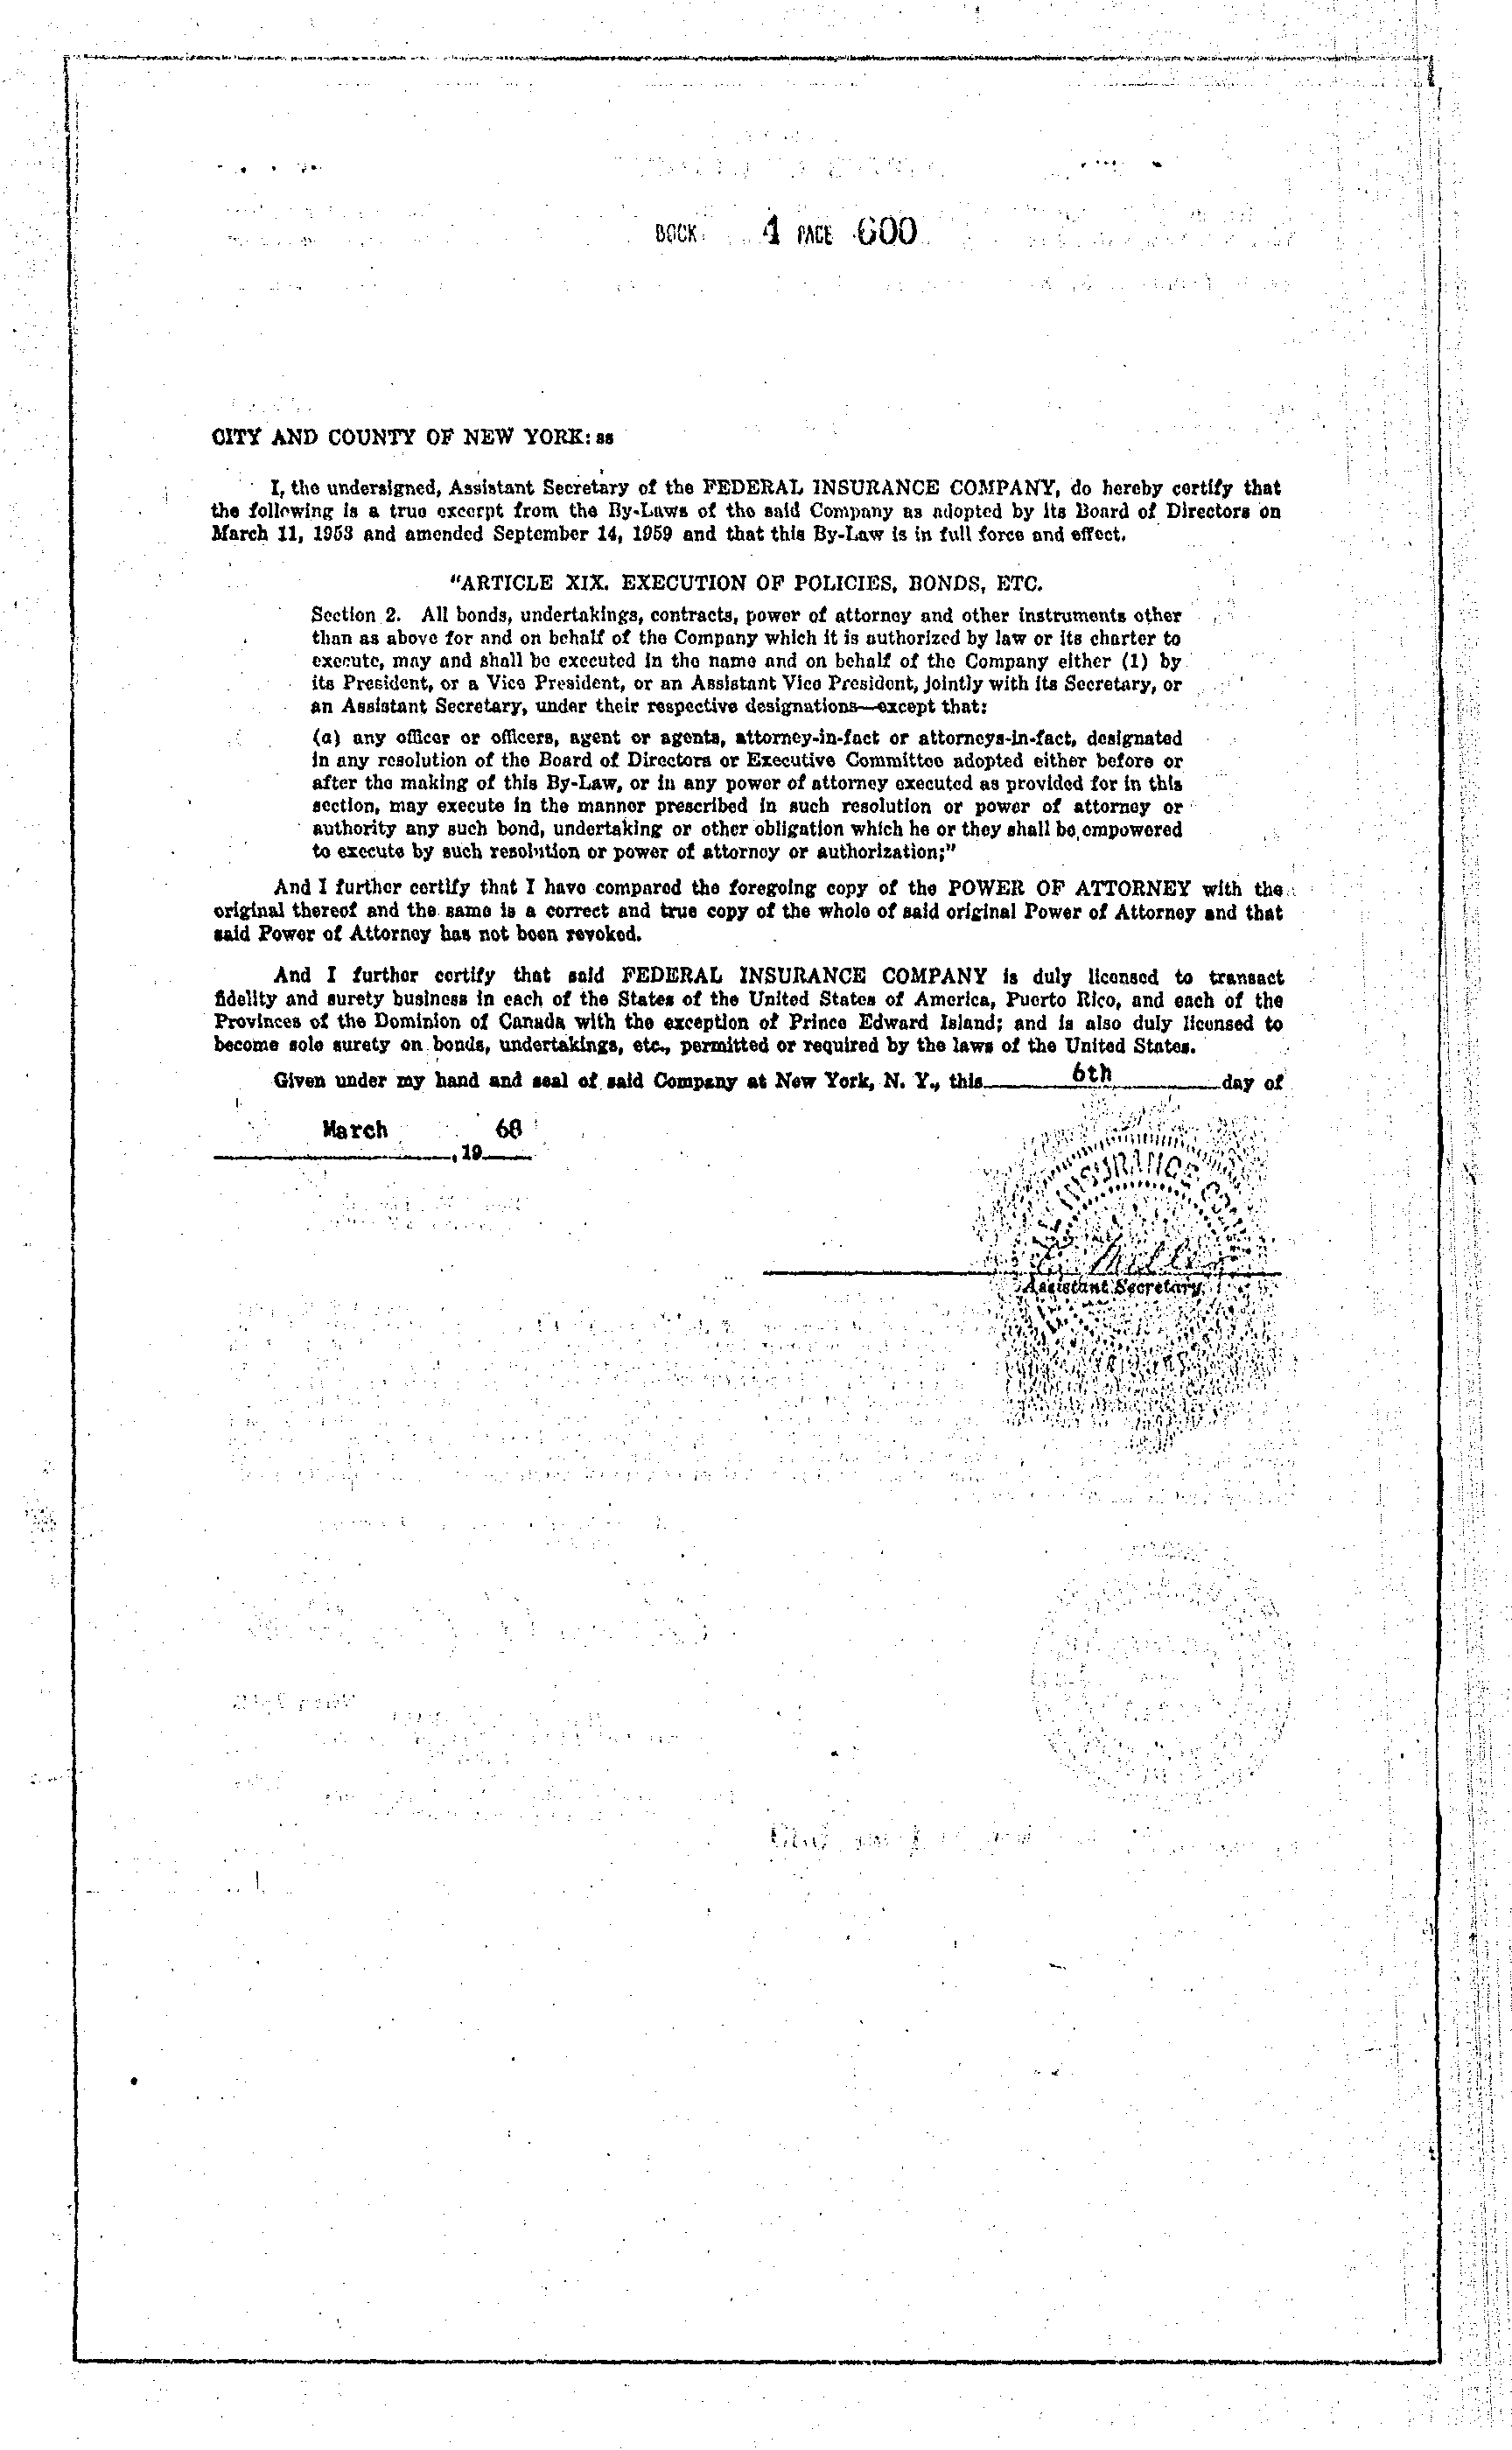 BOOK 4 PAGE 600
CITY AND COUNTY OF NEW YORK: ss
I, the undersigned, Assistant Secretary of the FEDERAL INSURANCE COMPANY, do hereby certify that
the following is a true excerpt from the By-Laws of the said Company as adopted by its Board of Directors on
March 11, 1953 and amended September 14, 1959 and that this By-Law is in full force and effect.
"ARTICLE XIX. EXECUTION OF POLICIES, BONDS, ETC.
Section 2. All bonds, undertakings, contracts, power of attorney and other instruments other
than as above for and on behalf of the Company which it is authorized by law or its charter to
execute, may and shall be executed in the name and on behalf of the Company either (1) by
its President, or a Vice President, or an Assistant Vice President, jointly with its Secretary, or
an Assistant Secretary, under their respective designations—except that:
(a) any officer or officers, agent or agents, attorney-in-fact or attorneys-in-fact, designated
in any resolution of the Board of Directors or Executive Committee adopted either before or
after the making of this By-Law, or in any power of attorney executed as provided for in this
section, may execute in the manner prescribed in such resolution or power of attorney or
authority any such bond, undertaking or other obligation which he or they shall be empowered
to execute by such resolution or power of attorney or authorization;"
And I further certify that I have compared the foregoing copy of the POWER OF ATTORNEY with the
original thereof and the same is a correct and true copy of the whole of said original Power of Attorney and that
said Power of Attorney has not been revoked.
And I further certify that said FEDERAL INSURANCE COMPANY is duly licensed to transact
fidelity and surety business in each of the States of the United States of America, Puerto Rico, and each of the
Provinces of the Dominion of Canada with the exception of Prince Edward Island; and is also duly licensed to
become sole surety on bonds, undertakings, etc., permitted or required by the laws of the United States.
Given under my hand and seal of said Company at New York, N. Y., this 6th day of
March , 19 68
INSURANCE CO
Assistant Secretary